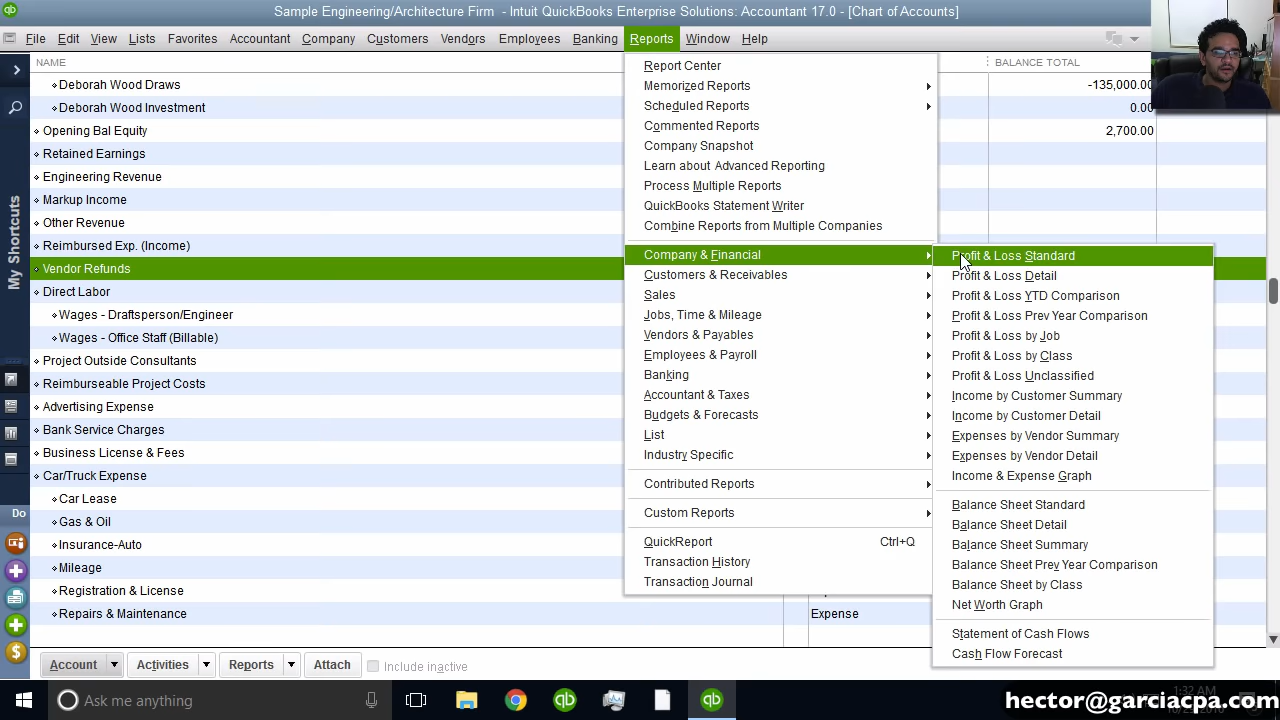 Sample Engineering/Architecture Firm - Intuit QuickBooks Enterprise Solutions: Accountant 17.0 - [Chart of Accounts]
File Edit View Lists Favorites Accountant Company Customers Vendors Employees Banking Reports Window Help
NAME
BALANCE TOTAL
Deborah Wood Draws
-135,000.00
Deborah Wood Investment
0.00
Opening Bal Equity
2,700.00
Retained Earnings
Engineering Revenue
Markup Income
Other Revenue
Reimbursed Exp. (Income)
Vendor Refunds
Direct Labor
Wages - Draftsperson/Engineer
Wages - Office Staff (Billable)
Project Outside Consultants
Reimburseable Project Costs
Advertising Expense
Bank Service Charges
Business License & Fees
Car/Truck Expense
Car Lease
Gas & Oil
Insurance-Auto
Mileage
Registration & License
Repairs & Maintenance
Expense
Report Center
Memorized Reports
Scheduled Reports
Commented Reports
Company Snapshot
Learn about Advanced Reporting
Process Multiple Reports
QuickBooks Statement Writer
Combine Reports from Multiple Companies
Company & Financial
Customers & Receivables
Sales
Jobs, Time & Mileage
Vendors & Payables
Employees & Payroll
Banking
Accountant & Taxes
Budgets & Forecasts
List
Industry Specific
Contributed Reports
Custom Reports
QuickReport Ctrl+Q
Transaction History
Transaction Journal
Profit & Loss Standard
Profit & Loss Detail
Profit & Loss YTD Comparison
Profit & Loss Prev Year Comparison
Profit & Loss by Job
Profit & Loss by Class
Profit & Loss Unclassified
Income by Customer Summary
Income by Customer Detail
Expenses by Vendor Summary
Expenses by Vendor Detail
Income & Expense Graph
Balance Sheet Standard
Balance Sheet Detail
Balance Sheet Summary
Balance Sheet Prev Year Comparison
Balance Sheet by Class
Net Worth Graph
Statement of Cash Flows
Cash Flow Forecast
My Shortcuts
Do
Account Activities Reports Attach Include inactive
Ask me anything
1:32 AM
hector@garciacpa.com